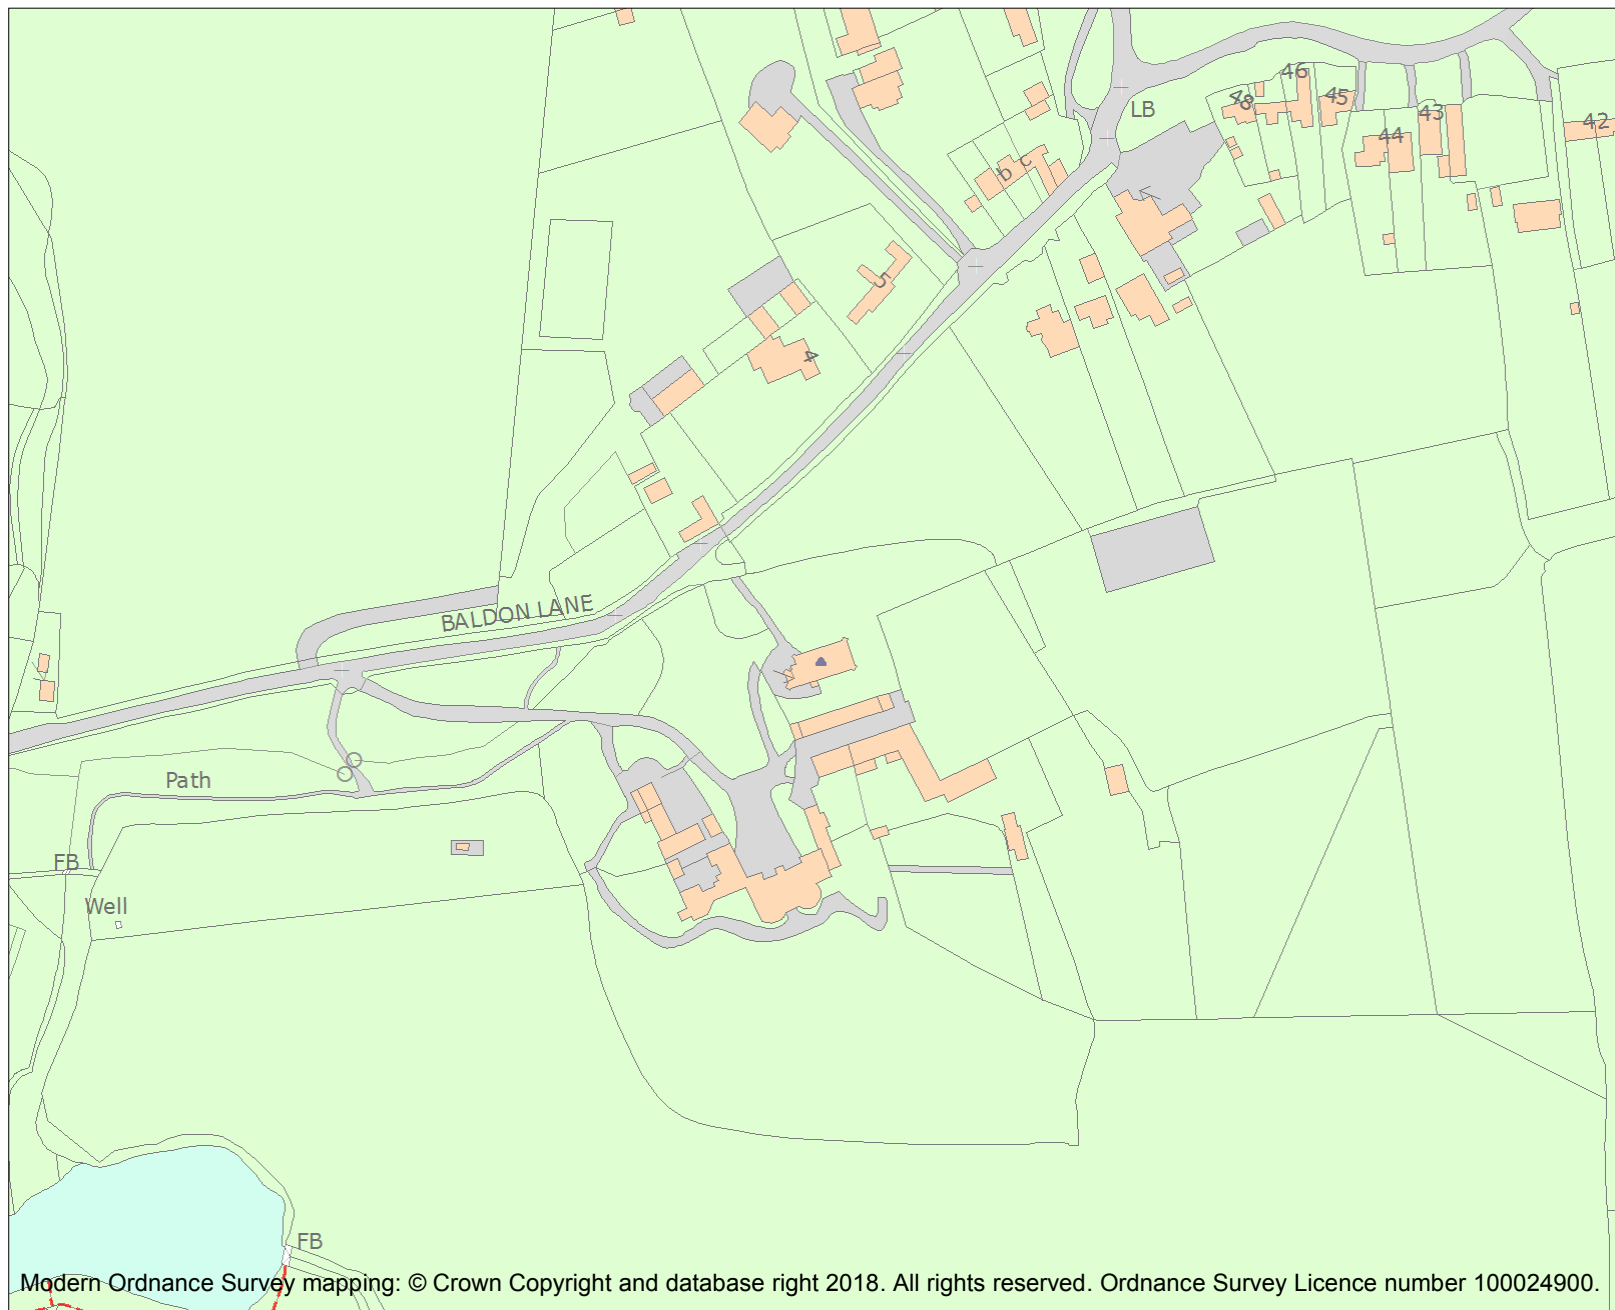 46
48
45
LB
43
44
42
b
c
5
4
BALDON LANE
Path
FB
Well
FB
Modern Ordnance Survey mapping: © Crown Copyright and database right 2018. All rights reserved. Ordnance Survey Licence number 100024900.